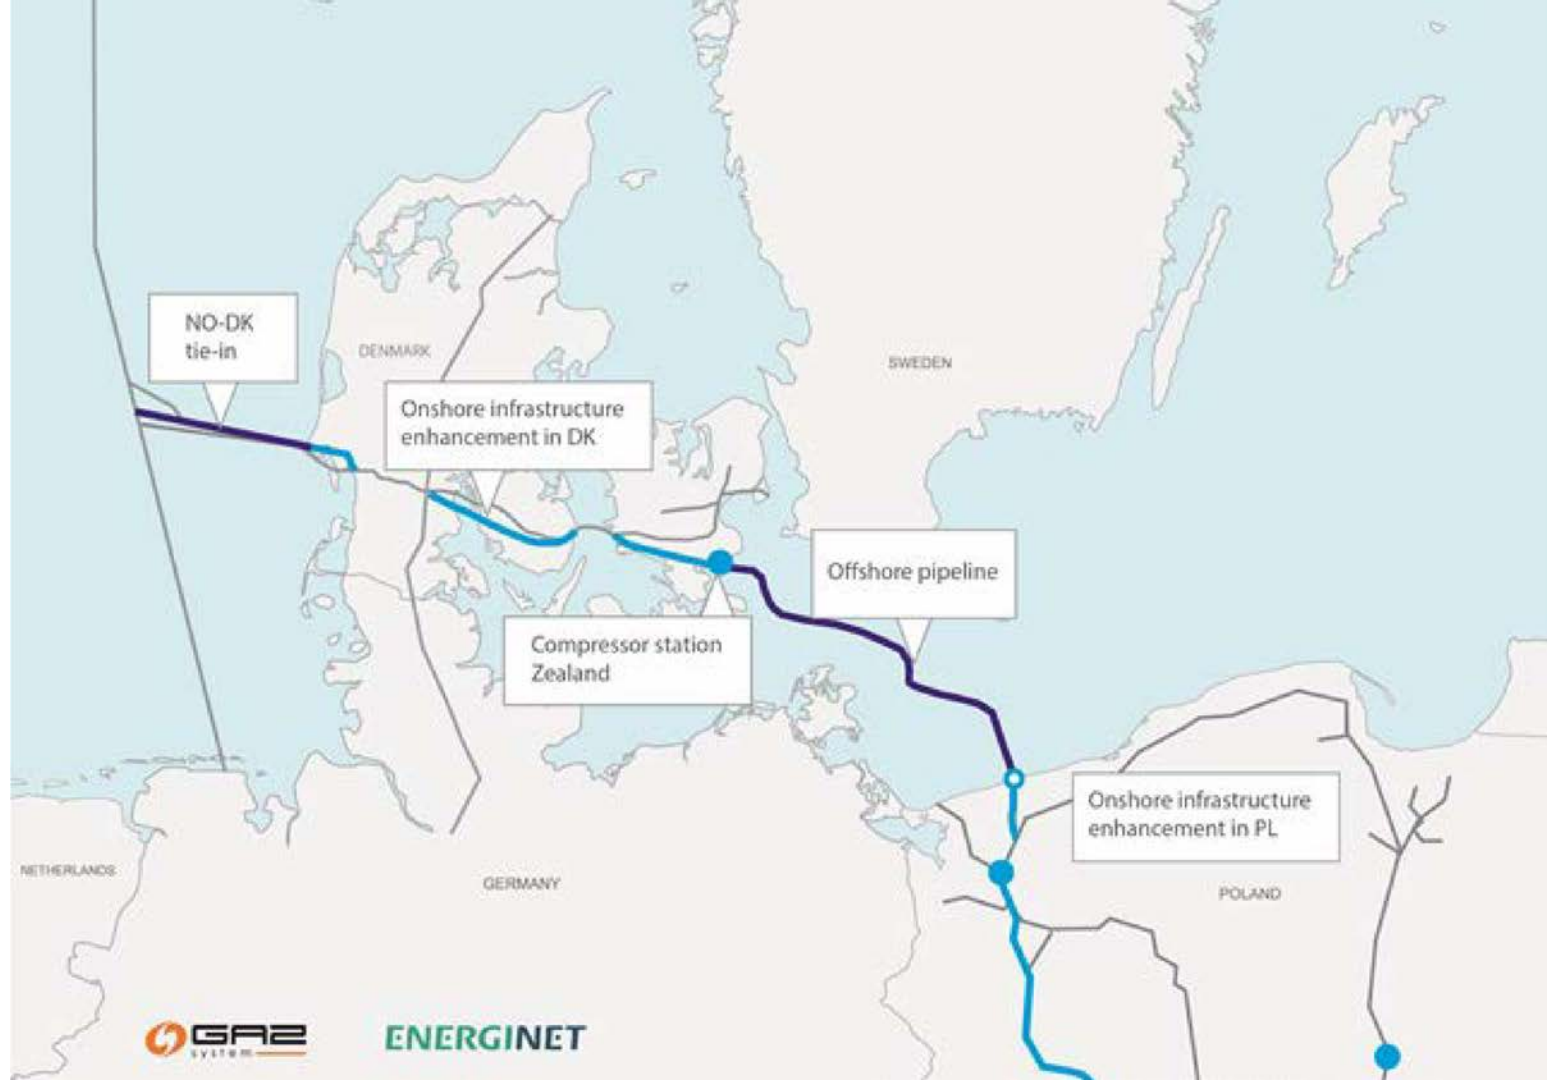 NO-DK
tie-in
DENMARK
SWEDEN
Onshore infrastructure
enhancement in DK
Offshore pipeline
Compressor station
Zealand
Onshore infrastructure
enhancement in PL
NETHERLANDS
GERMANY
POLAND
GAZ
system
ENERGINET